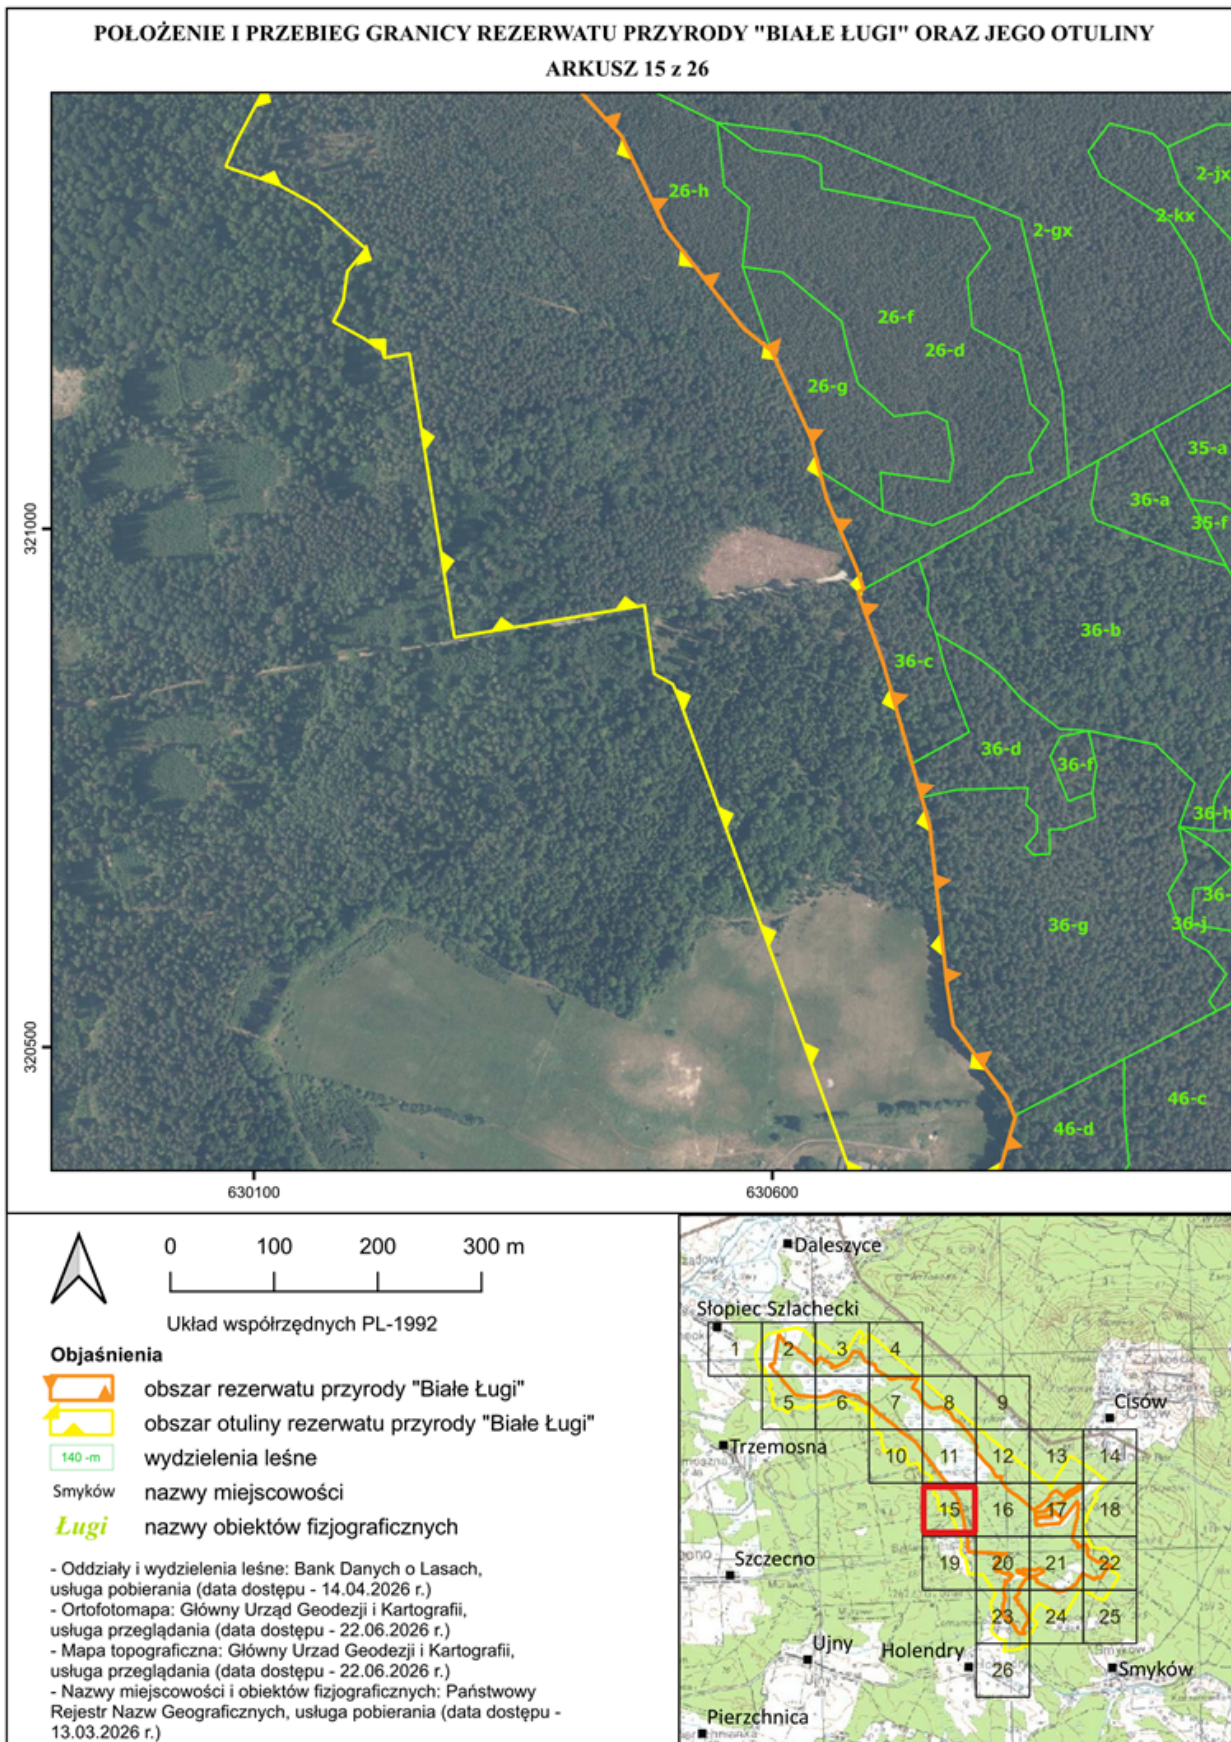 POŁOŻENIE I PRZEBIEG GRANICY REZERWATU PRZYRODY "BIAŁE ŁUGI" ORAZ JEGO OTULINY
ARKUSZ 15 z 26
2-jx
26-h
2-kx
2-gx
26-f
26-d
26-g
35-a
36-a
35-f
321000
36-b
36-c
36-d
36-f
36-h
36-
36-j
36-g
320500
46-c
46-d
630100
630600
0 100 200 300 m
Układ współrzędnych PL-1992
Objaśnienia
obszar rezerwatu przyrody "Białe Ługi"
obszar otuliny rezerwatu przyrody "Białe Ługi"
140 -m wydzielenia leśne
Smyków nazwy miejscowości
Ługi nazwy obiektów fizjograficznych
- Oddziały i wydzielenia leśne: Bank Danych o Lasach,
usługa pobierania (data dostępu - 14.04.2026 r.)
- Ortofotomapa: Główny Urząd Geodezji i Kartografii,
usługa przeglądania (data dostępu - 22.06.2026 r.)
- Mapa topograficzna: Główny Urzad Geodezji i Kartografii,
usługa przeglądania (data dostępu - 22.06.2026 r.)
- Nazwy miejscowości i obiektów fizjograficznych: Państwowy
Rejestr Nazw Geograficznych, usługa pobierania (data dostępu -
13.03.2026 r.)
Daleszyce
Słopiec Szlachecki
1 2 3 4
5 6 7 8 9
Cisów
Trzemosna
10 11 12 13 14
15 16 17 18
Szczecno
19 20 21 22
23 24 25
Ujny
Holendry
26
Smyków
Pierzchnica